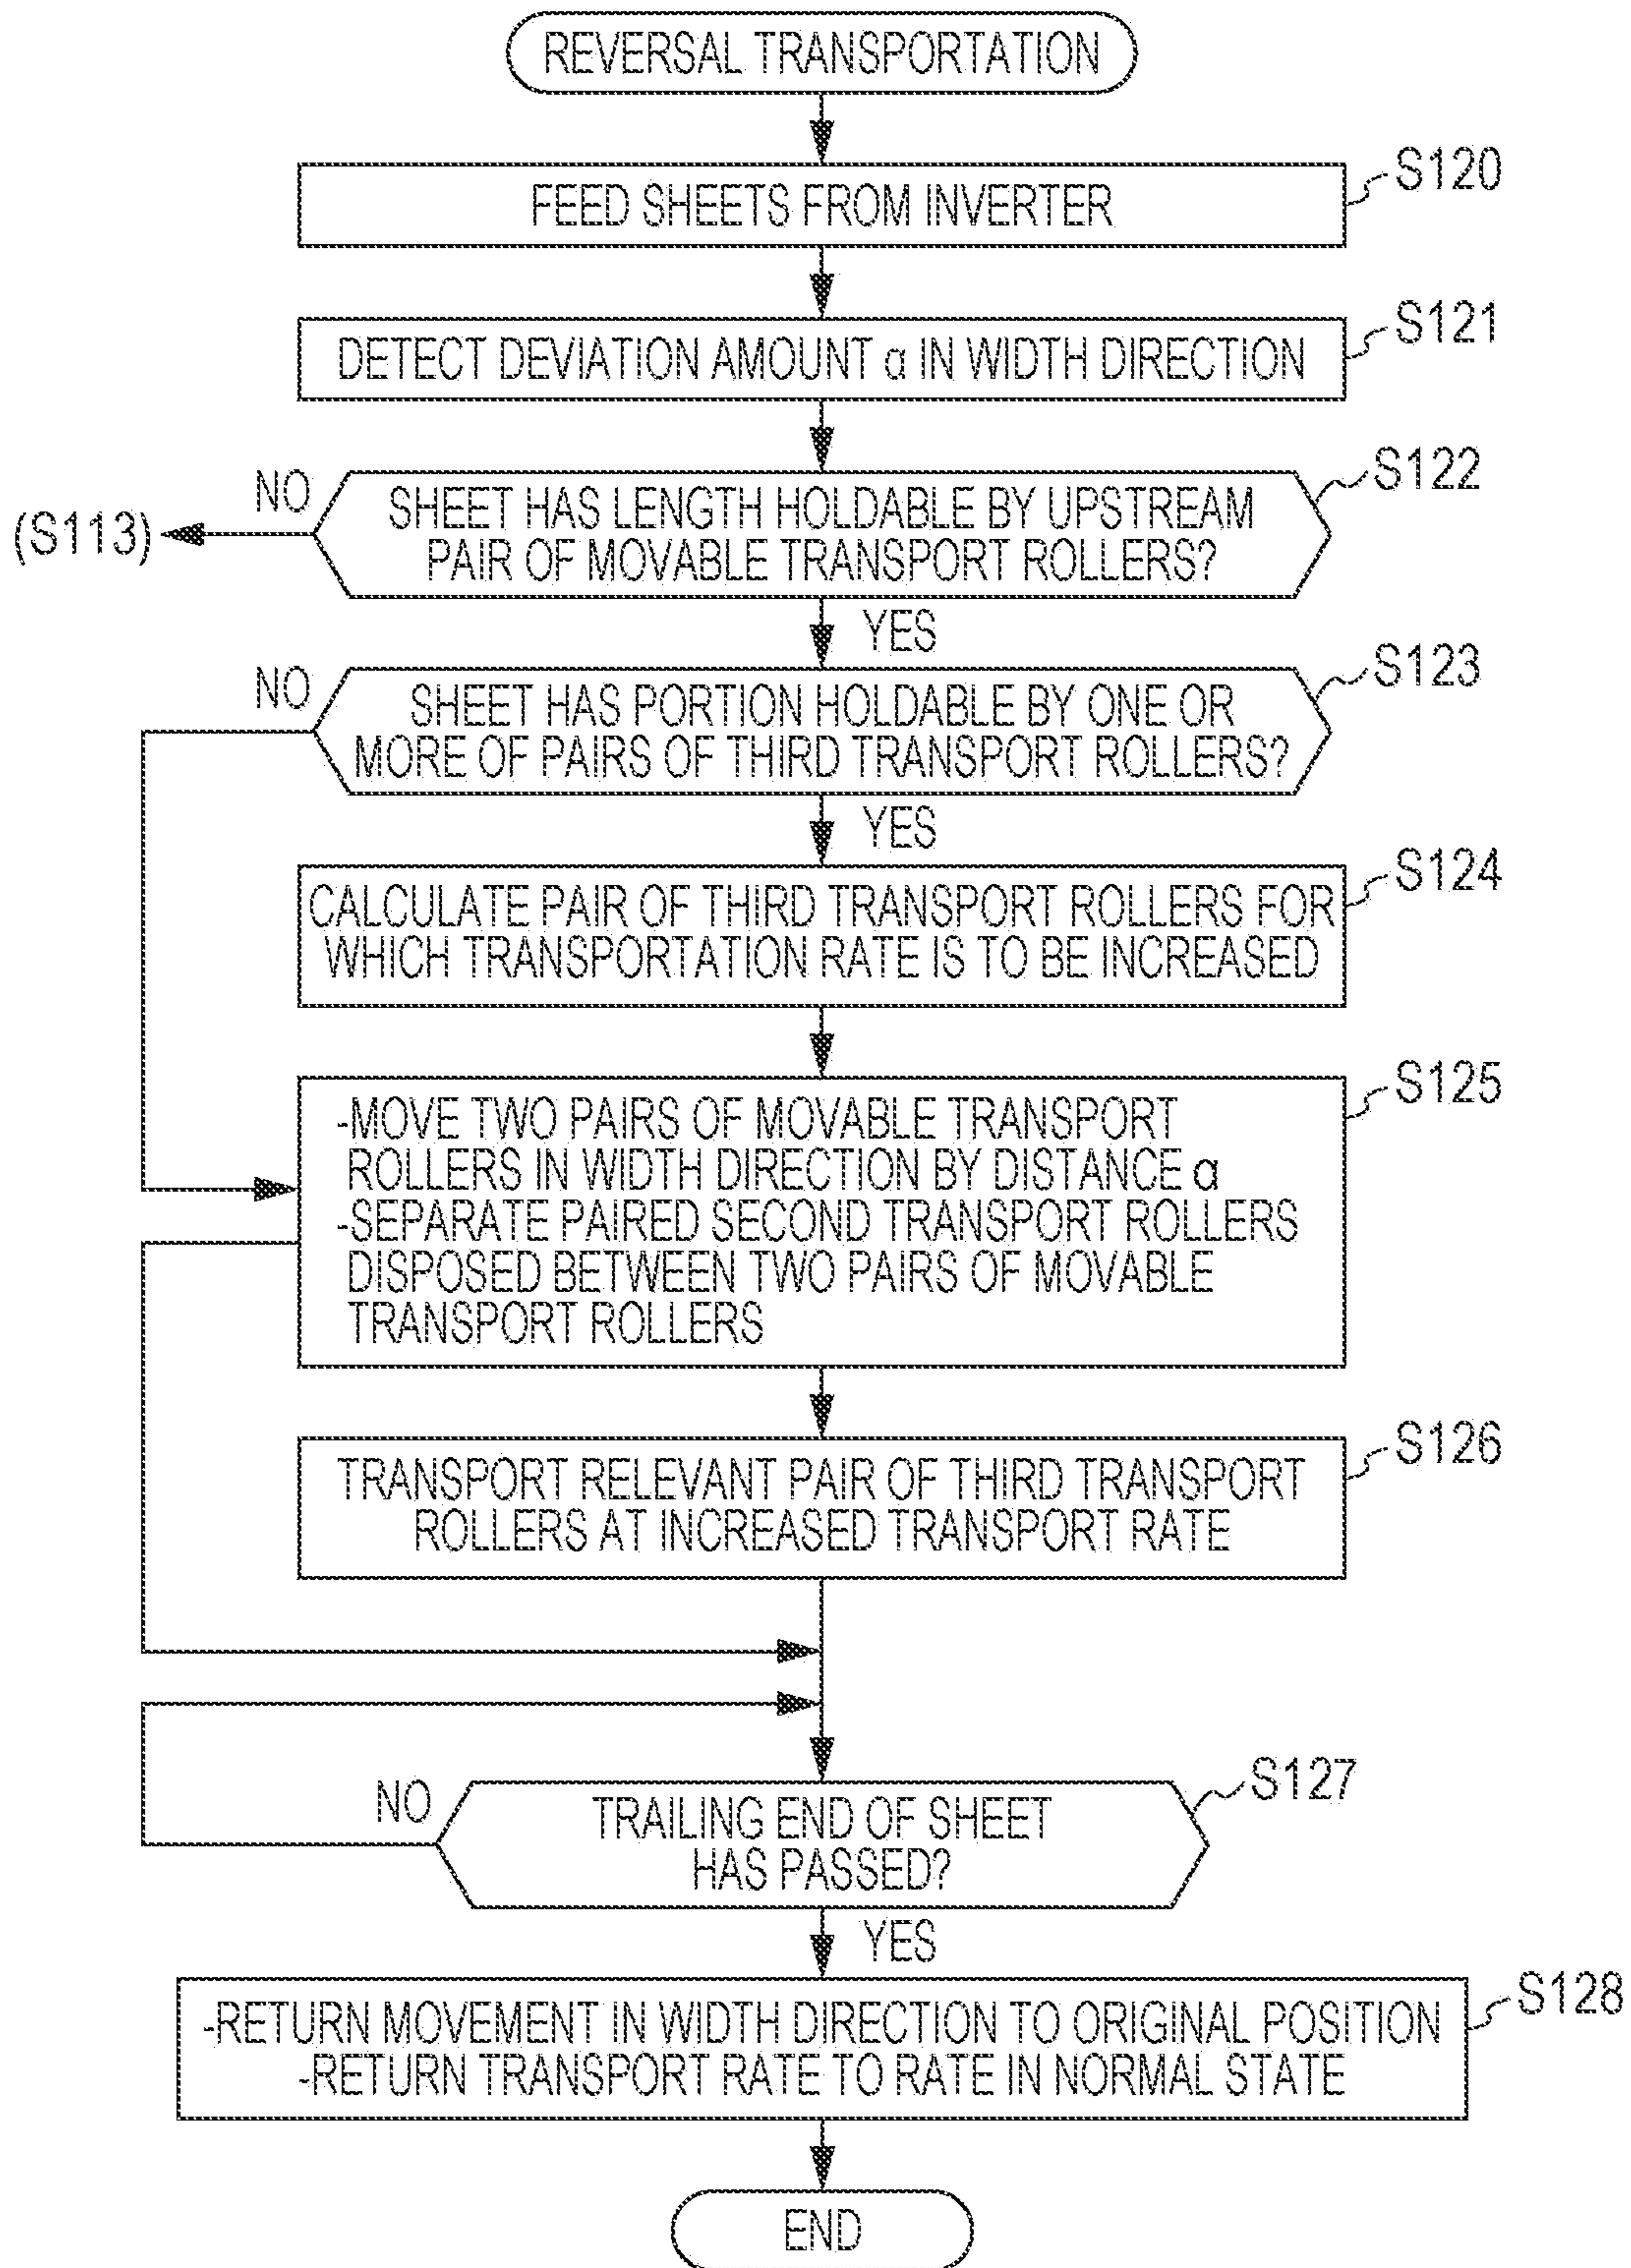 REVERSAL TRANSPORTATION
S120
FEED SHEETS FROM INVERTER
S121
DETECT DEVIATION AMOUNT α IN WIDTH DIRECTION
S122
NO
(S113)
SHEET HAS LENGTH HOLDABLE BY UPSTREAM
PAIR OF MOVABLE TRANSPORT ROLLERS?
YES
S123
NO
SHEET HAS PORTION HOLDABLE BY ONE OR
MORE OF PAIRS OF THIRD TRANSPORT ROLLERS?
YES
S124
CALCULATE PAIR OF THIRD TRANSPORT ROLLERS FOR
WHICH TRANSPORTATION RATE IS TO BE INCREASED
S125
-MOVE TWO PAIRS OF MOVABLE TRANSPORT
ROLLERS IN WIDTH DIRECTION BY DISTANCE α
-SEPARATE PAIRED SECOND TRANSPORT ROLLERS
DISPOSED BETWEEN TWO PAIRS OF MOVABLE
TRANSPORT ROLLERS
S126
TRANSPORT RELEVANT PAIR OF THIRD TRANSPORT
ROLLERS AT INCREASED TRANSPORT RATE
S127
NO
TRAILING END OF SHEET
HAS PASSED?
YES
S128
-RETURN MOVEMENT IN WIDTH DIRECTION TO ORIGINAL POSITION
-RETURN TRANSPORT RATE TO RATE IN NORMAL STATE
END